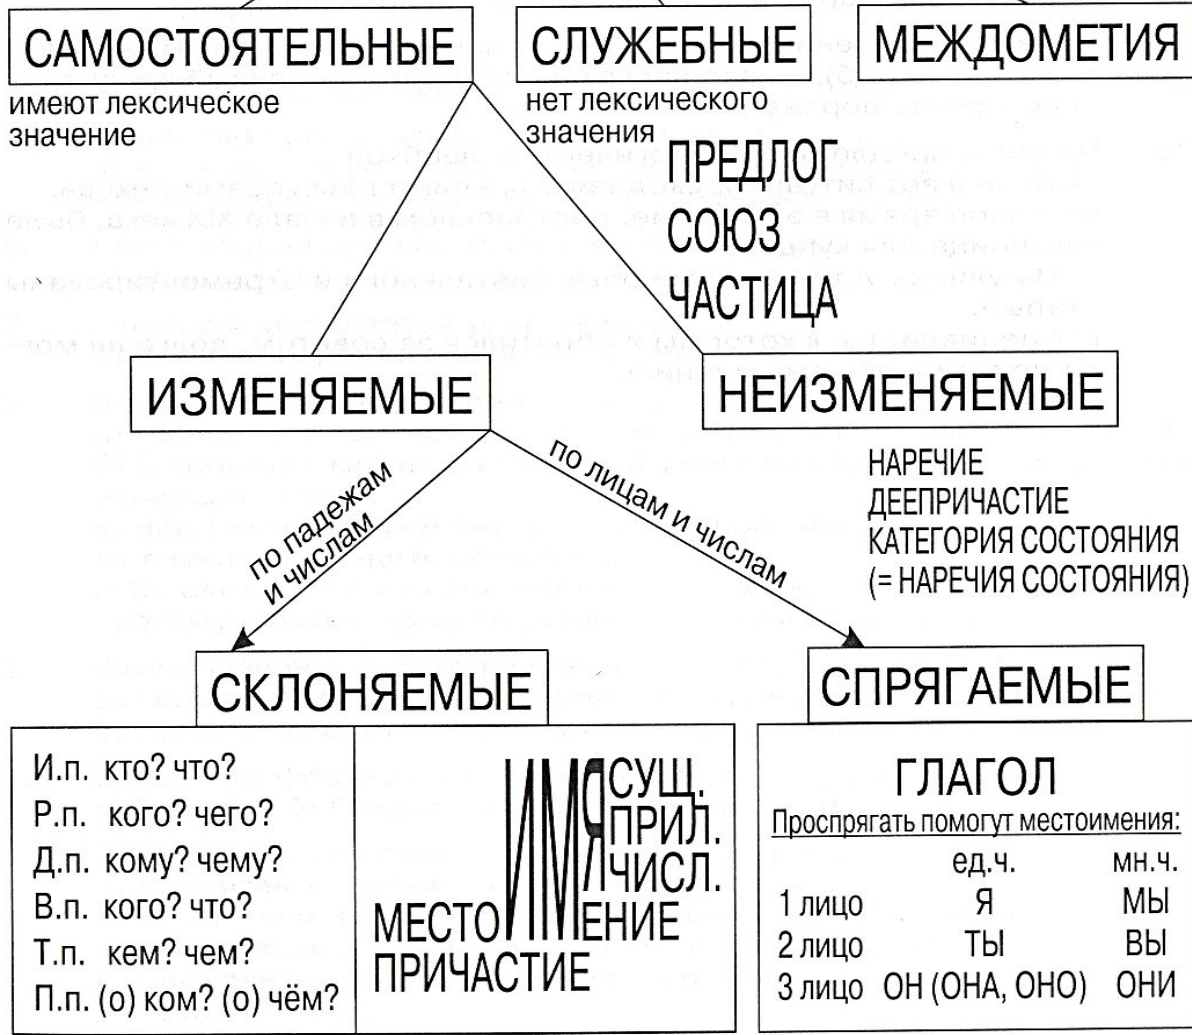 САМОСТОЯТЕЛЬНЫЕ
имеют лексическое
значение
СЛУЖЕБНЫЕ
нет лексического
значения
ПРЕДЛОГ
СОЮЗ
ЧАСТИЦА
МЕЖДОМЕТИЯ
ИЗМЕНЯЕМЫЕ
НЕИЗМЕНЯЕМЫЕ
НАРЕЧИЕ
ДЕЕПРИЧАСТИЕ
КАТЕГОРИЯ СОСТОЯНИЯ
(= НАРЕЧИЯ СОСТОЯНИЯ)
по падежам
и числам
по лицам и числам
СКЛОНЯЕМЫЕ
И.п. кто? что?
Р.п. кого? чего?
Д.п. кому? чему?
В.п. кого? что?
Т.п. кем? чем?
П.п. (о) ком? (о) чём?
ИМЯ СУЩ.
ПРИЛ.
ЧИСЛ.
МЕСТОИМЕНИЕ
ПРИЧАСТИЕ
СПРЯГАЕМЫЕ
ГЛАГОЛ
Проспрягать помогут местоимения:
ед.ч. мн.ч.
1 лицо Я МЫ
2 лицо ТЫ ВЫ
3 лицо ОН (ОНА, ОНО) ОНИ